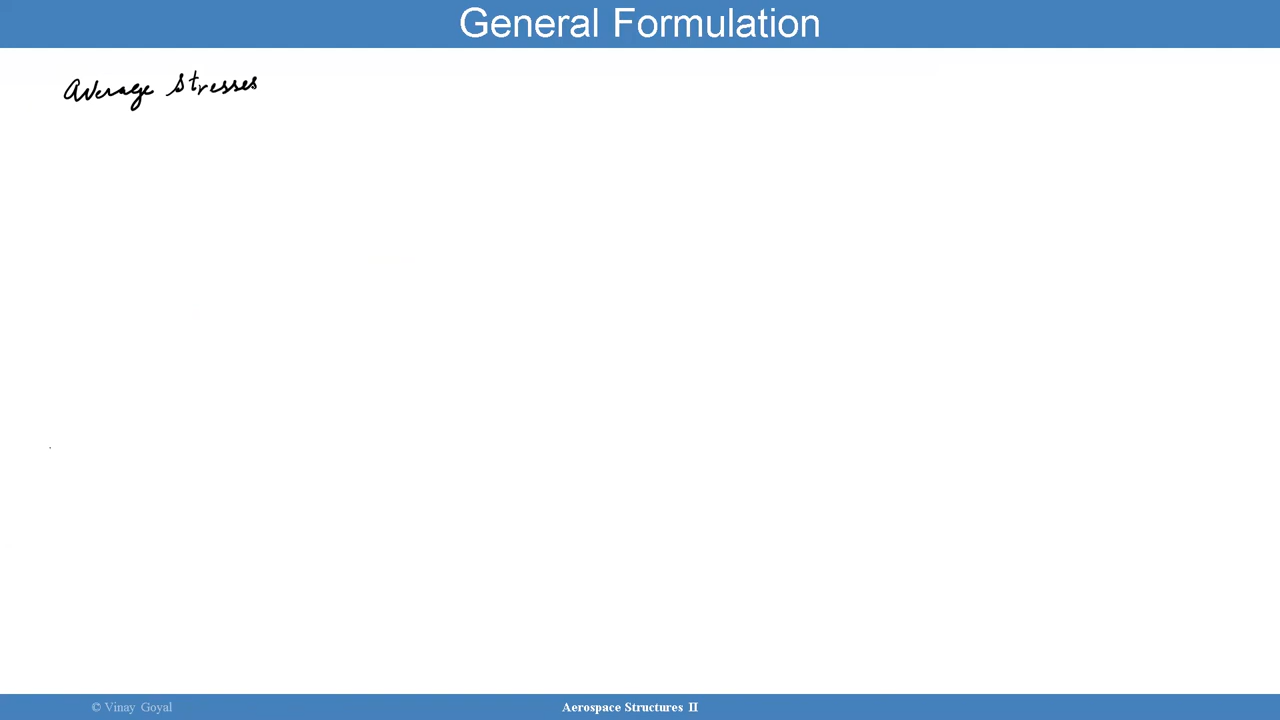 General Formulation
Average Stresses
© Vinay Goyal
Aerospace Structures II